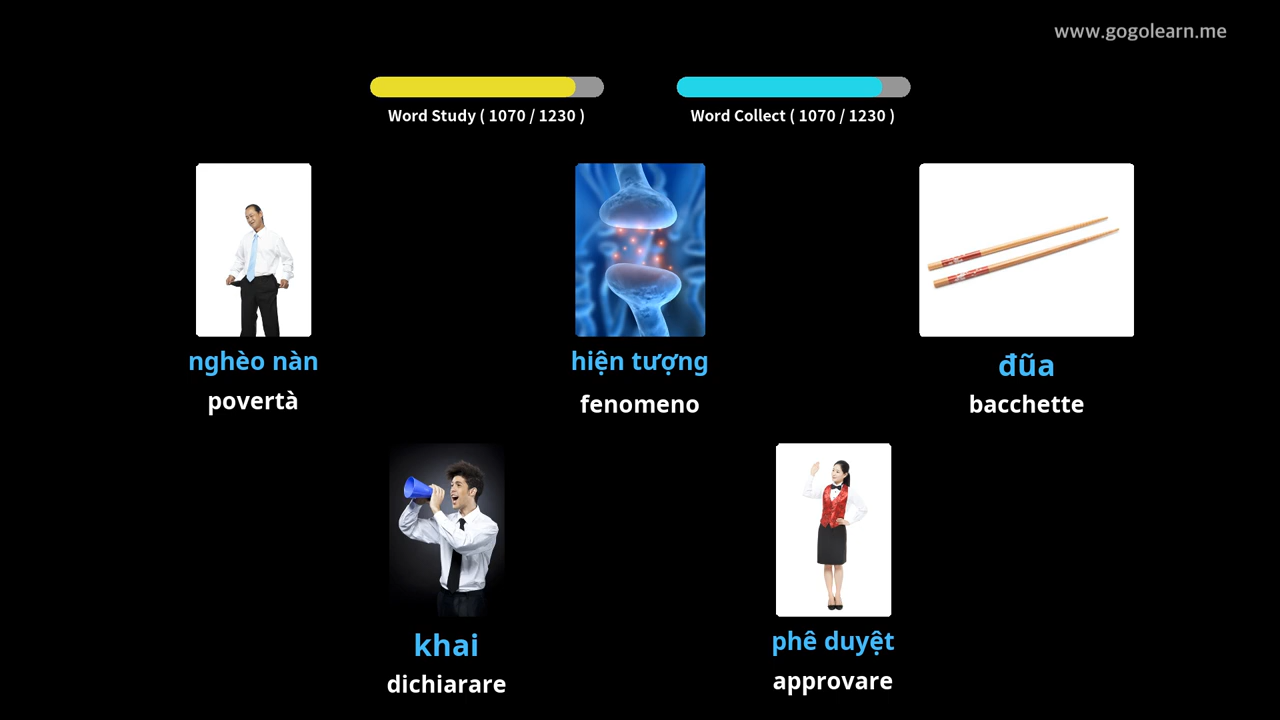 www.gogolearn.me
Word Study ( 1070 / 1230 )
Word Collect ( 1070 / 1230 )
nghèo nàn
povertà
hiện tượng
fenomeno
đũa
bacchette
khai
dichiarare
phê duyệt
approvare